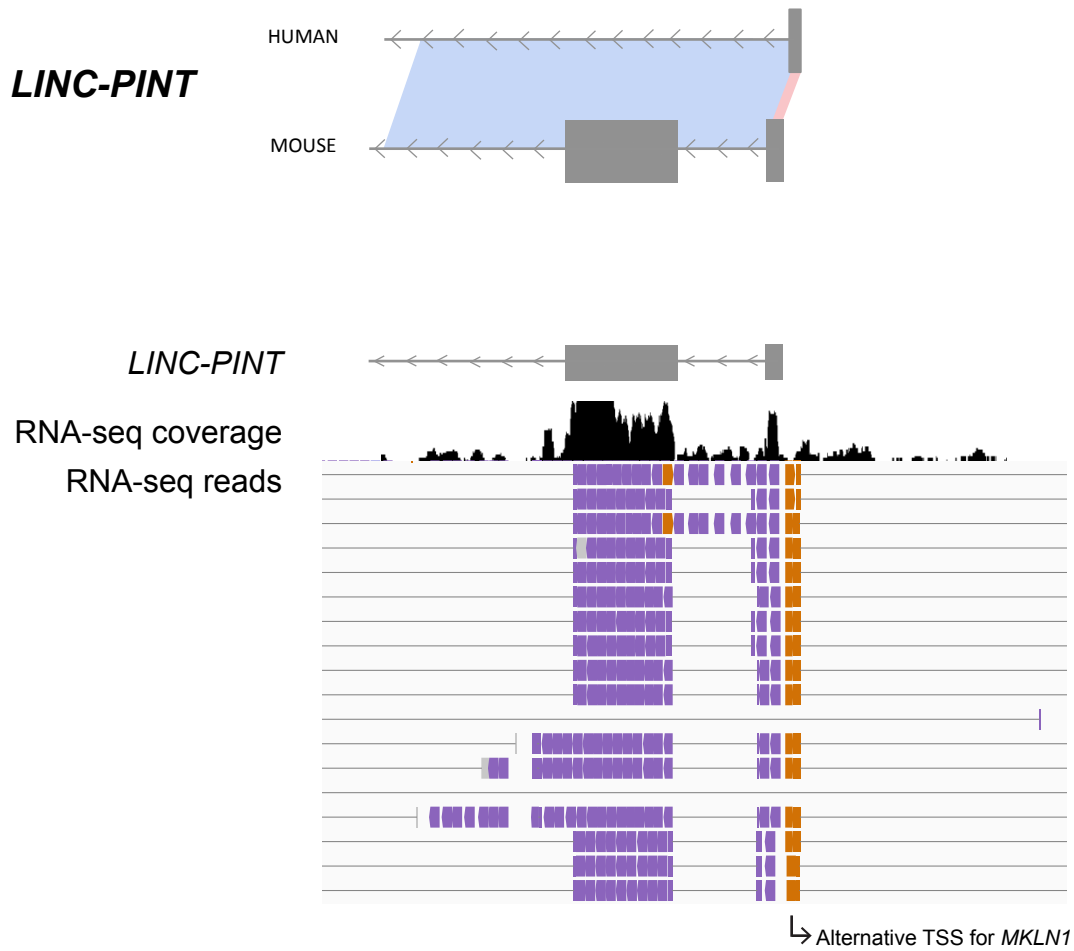 HUMAN
LINC-PINT
MOUSE
LINC-PINT
RNA-seq coverage
RNA-seq reads
Alternative TSS for MKLN1